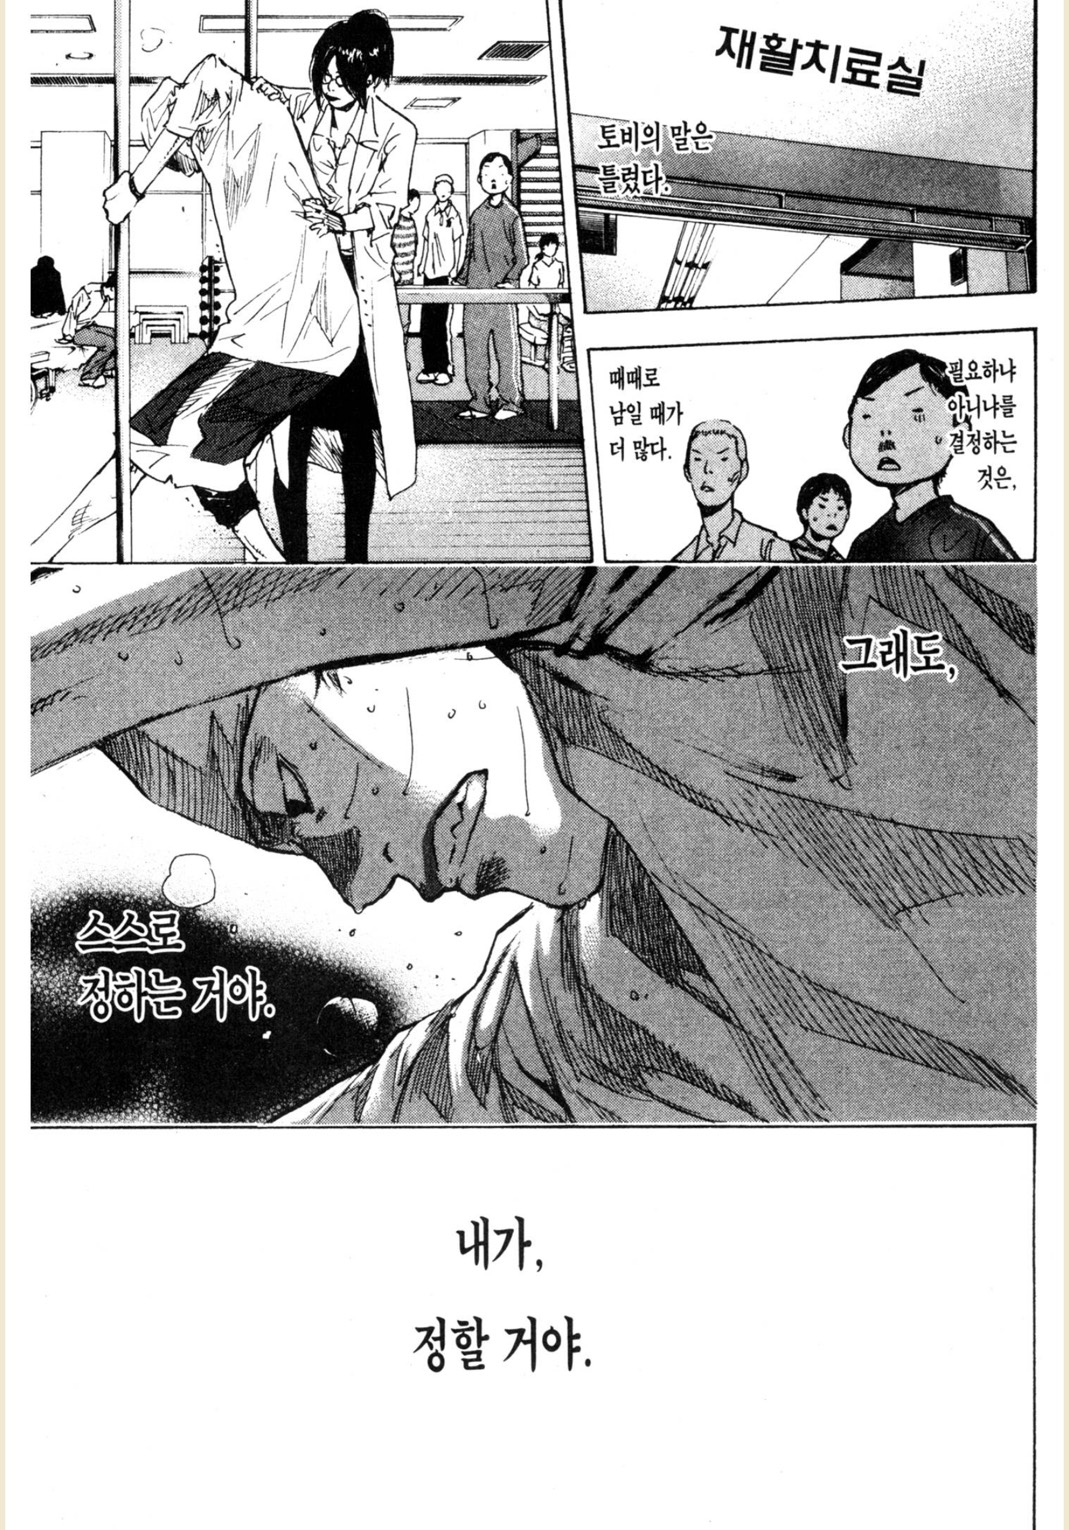 재활치료실
토비의 말은
틀렸다.
필요하냐
아니냐를
결정하는
것은,
때때로
남일 때가
더 많다.
그래도,
스스로
정하는 거야.
내가,
정할 거야.